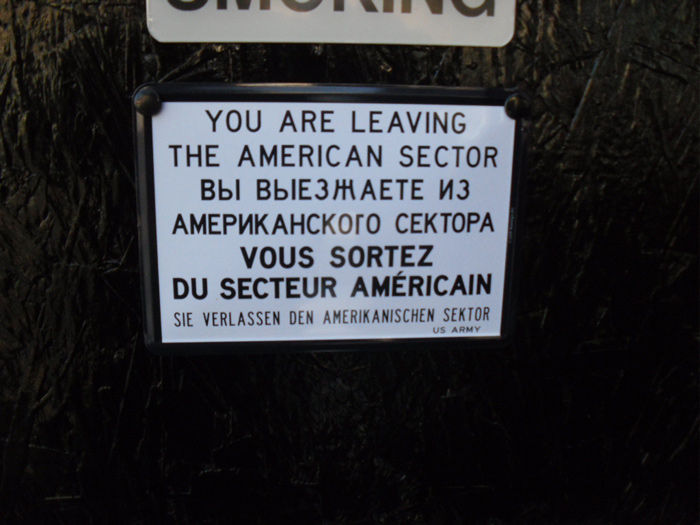 SMOKING
YOU ARE LEAVING
THE AMERICAN SECTOR
ВЫ ВЫЕЗЖАЕТЕ ИЗ
АМЕРИКАНСКОГО СЕКТОРА
VOUS SORTEZ
DU SECTEUR AMÉRICAIN
SIE VERLASSEN DEN AMERIKANISCHEN SEKTOR
US ARMY